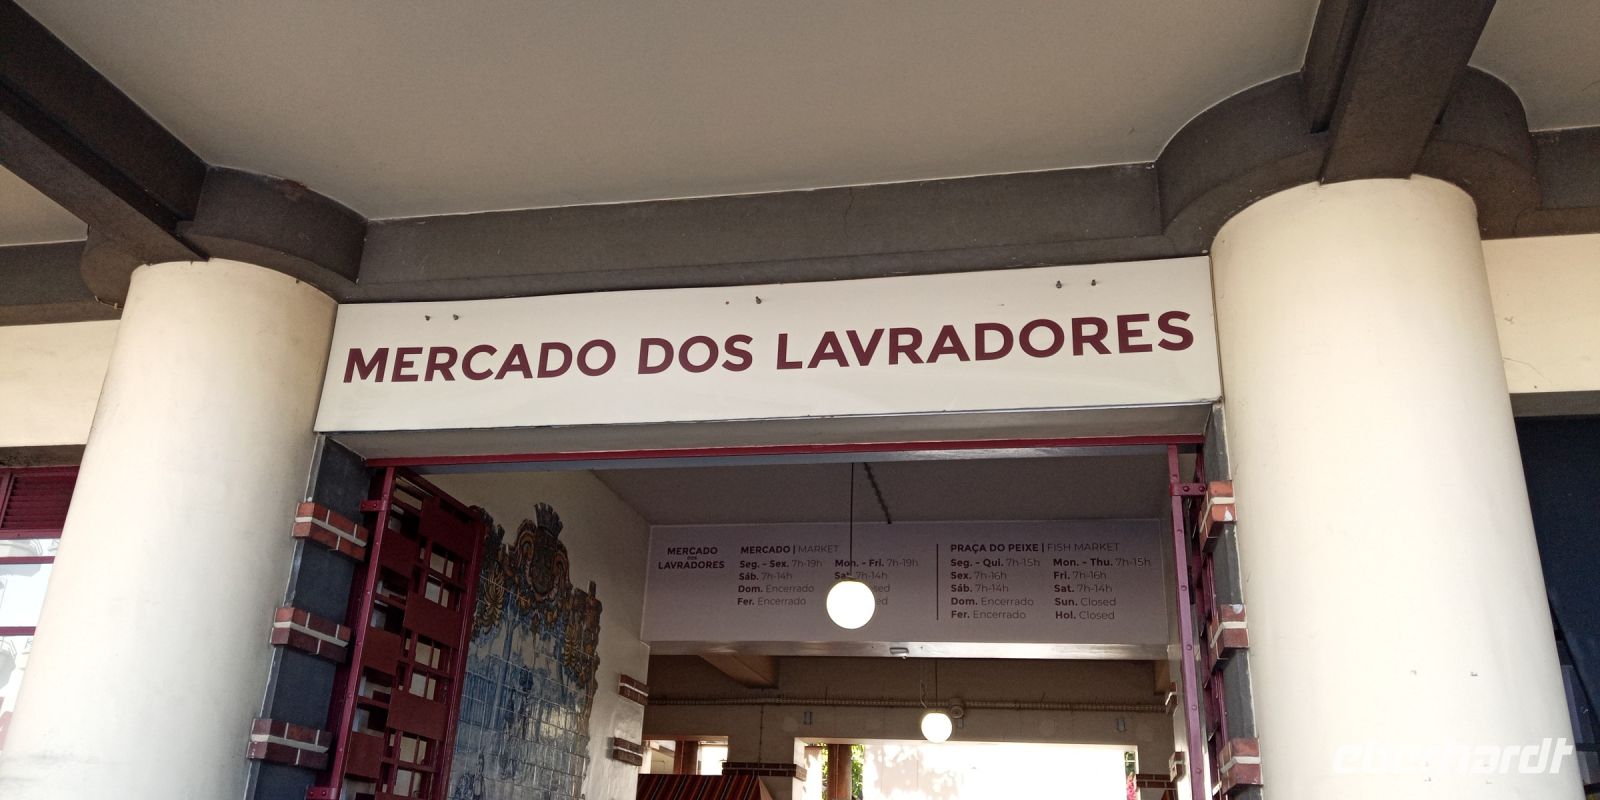 MERCADO DOS LAVRADORES
MERCADO
DOS
LAVRADORES
MERCADO | MARKET
Seg. - Sex. 7h-19h
Sáb. 7h-14h
Dom. Encerrado
Fer. Encerrado
Mon. - Fri. 7h-19h
Sat. 7h-14h
PRAÇA DO PEIXE | FISH MARKET
Seg. - Qui. 7h-15h
Sex. 7h-16h
Sáb. 7h-14h
Dom. Encerrado
Fer. Encerrado
Mon. - Thu. 7h-15h
Fri. 7h-16h
Sat. 7h-14h
Sun. Closed
Hol. Closed
eberhardt